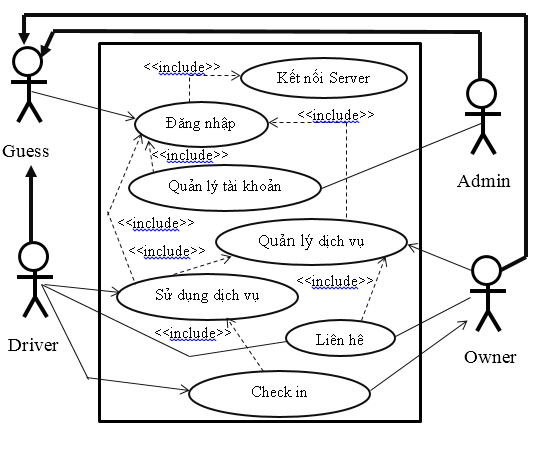 <<include>>
Kết nối Server
<<include>>
Đăng nhập
Guess
<<include>>
Quản lý tài khoản
Admin
<<include>>
Quản lý dịch vụ
<<include>>
<<include>>
Sử dụng dịch vụ
<<include>>
Liên hê
Driver
Owner
Check in